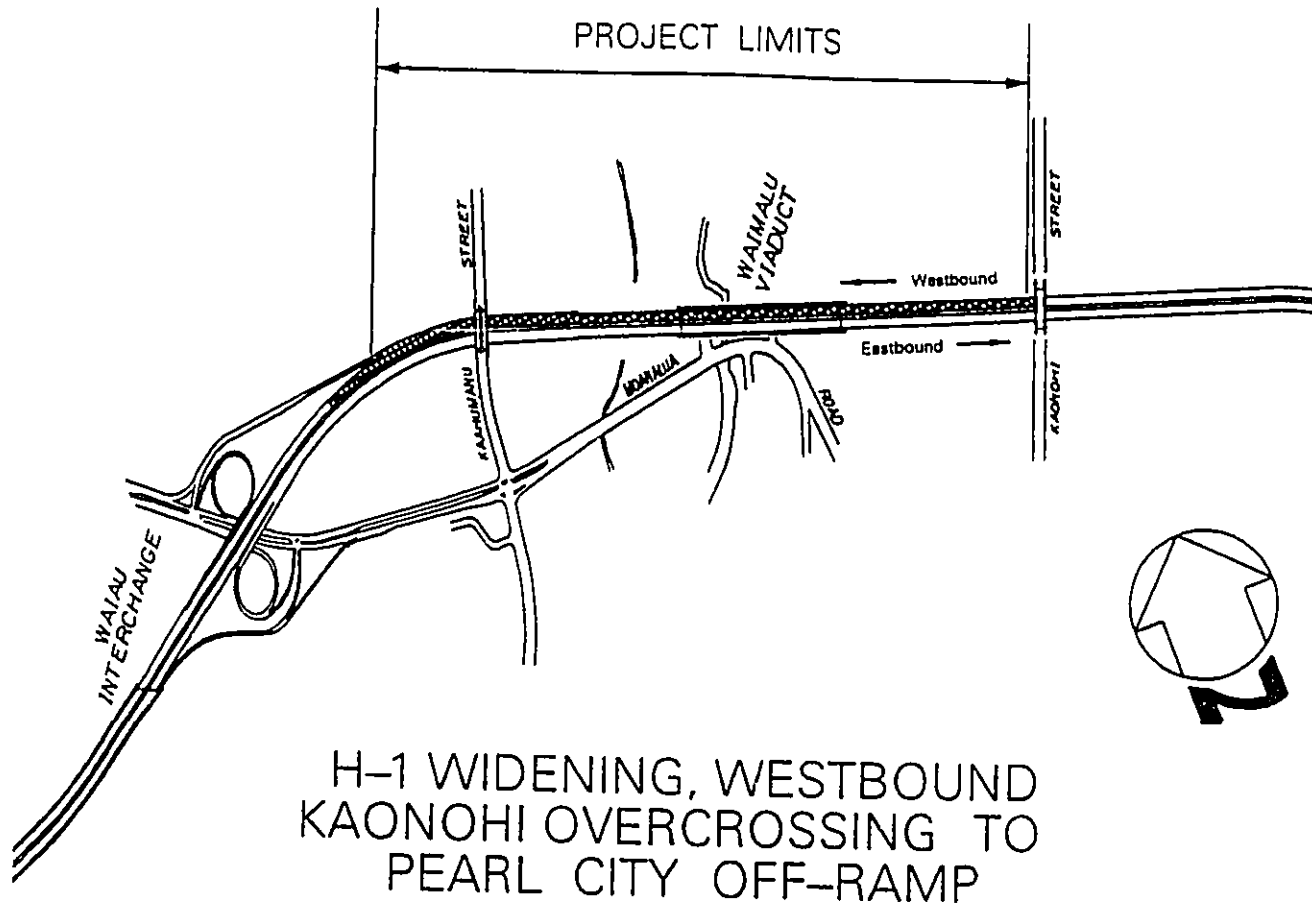 PROJECT LIMITS
STREET
WAIMALU
VIADUCT
STREET
Westbound
Eastbound
MOANALUA
ROAD
KAAHUMANU
KAONOHI
WAIAU
INTERCHANGE
N
H-1 WIDENING, WESTBOUND
KAONOHI OVERCROSSING TO
PEARL CITY OFF-RAMP